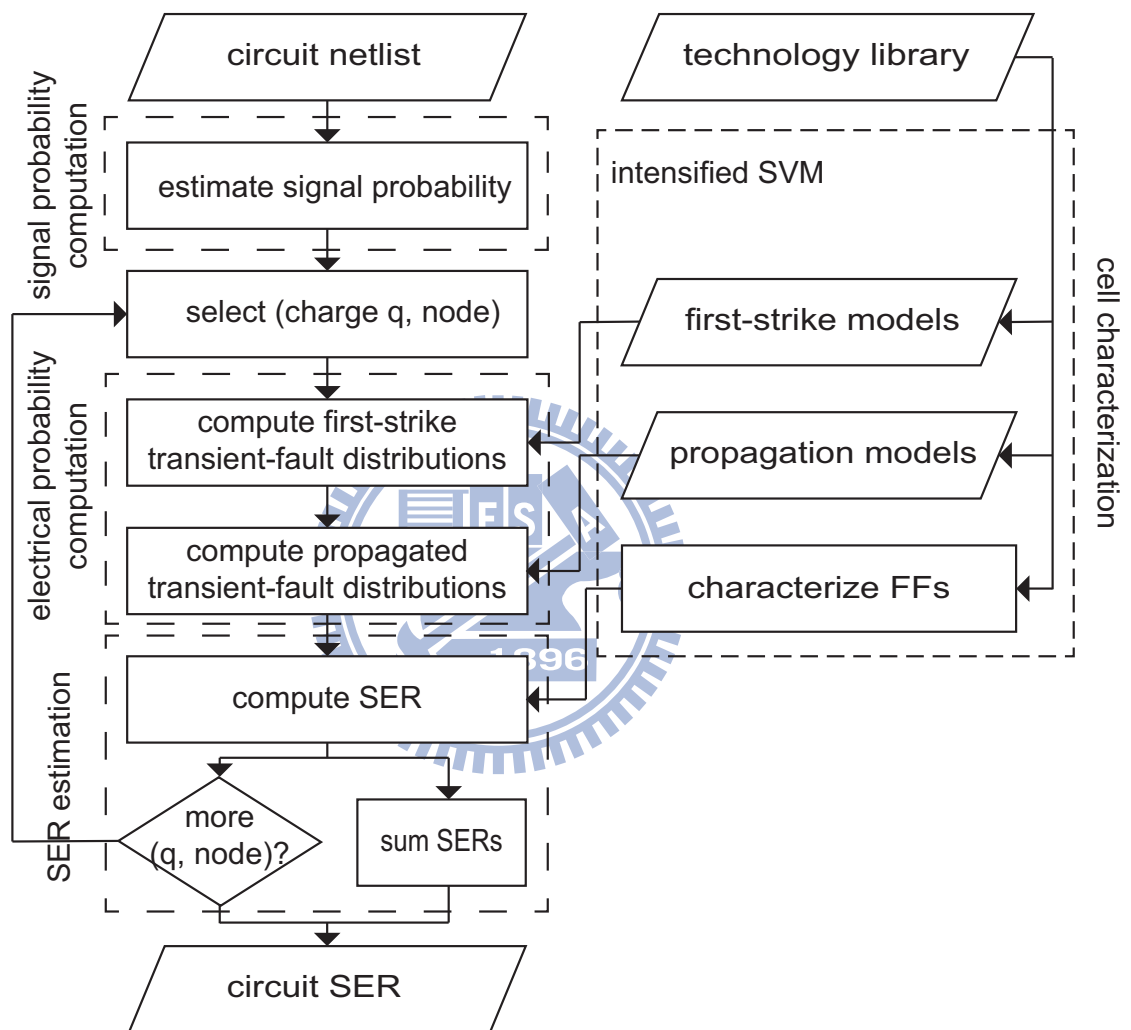 circuit netlist
technology library
signal probability
computation
estimate signal probability
intensified SVM
select (charge q, node)
first-strike models
cell characterization
electrical probability
computation
compute first-strike
transient-fault distributions
propagation models
ES A
compute propagated
transient-fault distributions
characterize FFs
1896
SER estimation
compute SER
more
(q, node)?
sum SERs
circuit SER